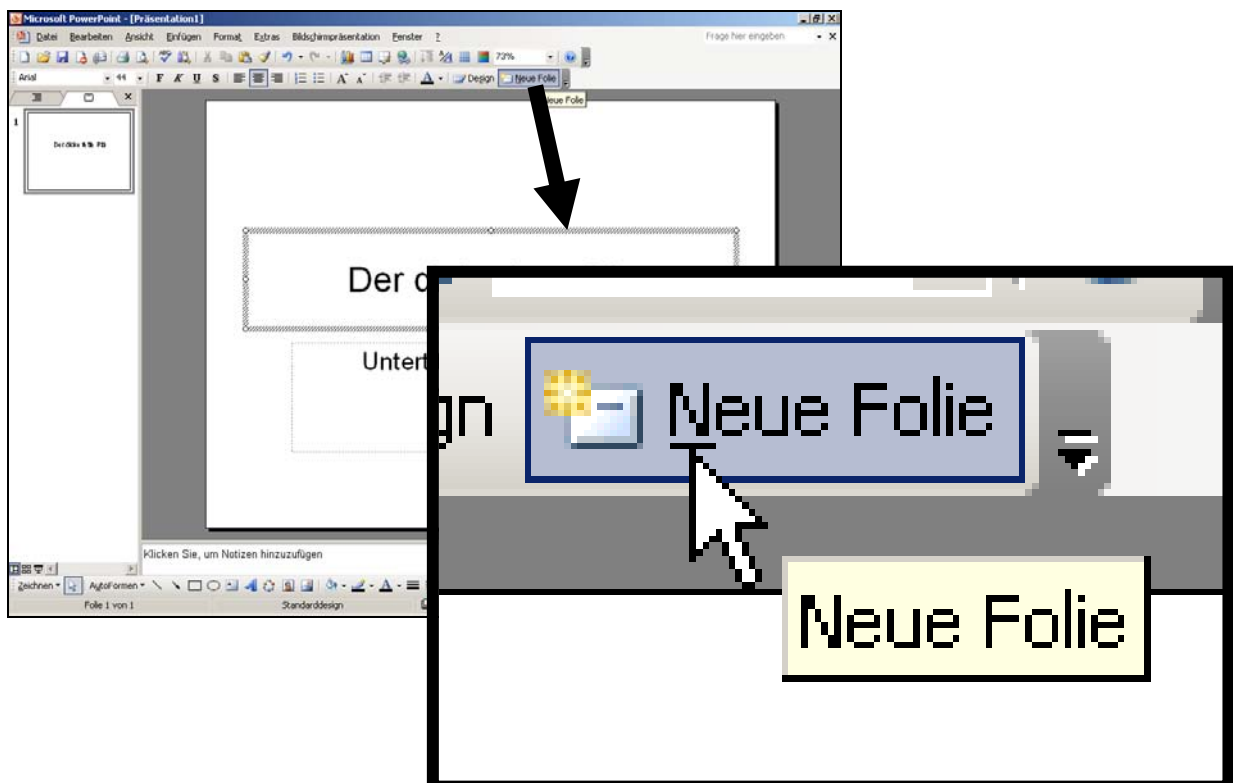 Microsoft PowerPoint - [Präsentation1]
Datei Bearbeiten Ansicht Einfügen Format Extras Bildschirmpräsentation Fenster ?
Frage hier eingeben
73%
Arial 44 F K U S Design Neue Folie
Neue Folie
1
Der d
Untert
gn Neue Folie
Neue Folie
Klicken Sie, um Notizen hinzuzufügen
Zeichnen AutoFormen
Folie 1 von 1 Standarddesign